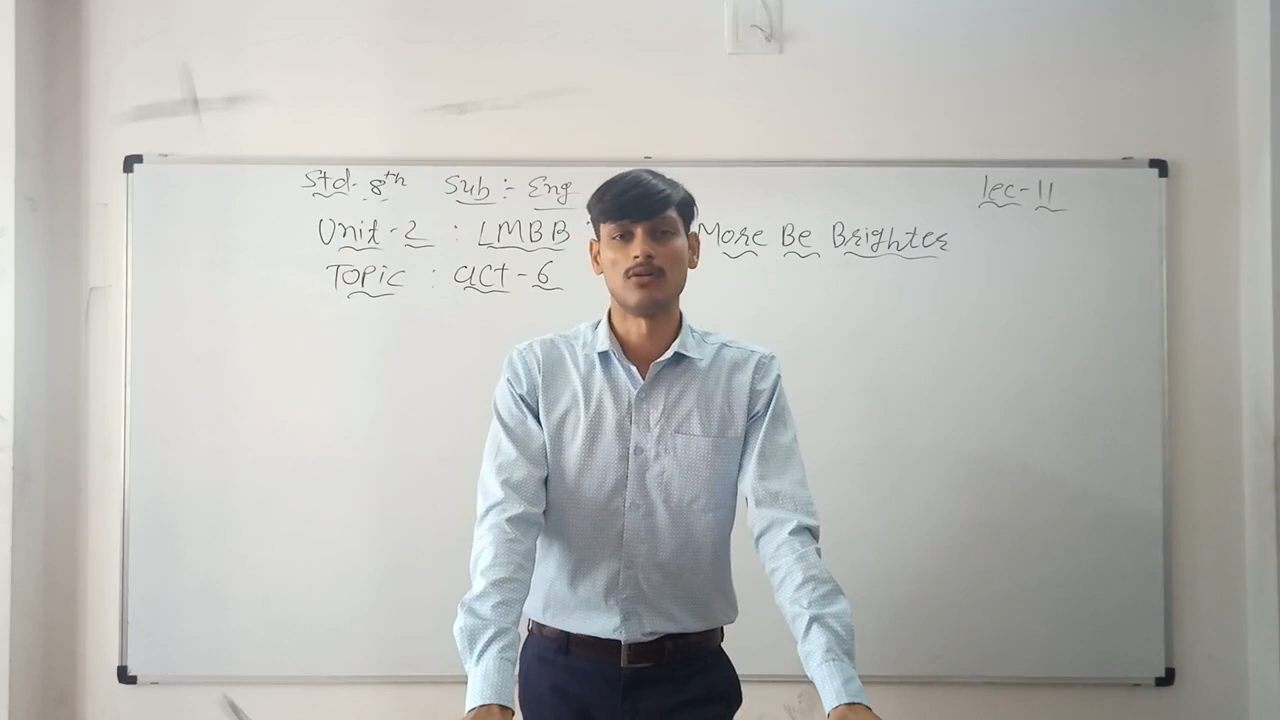 Std-8th Sub:- Eng lec-11
Unit-2 : LMBB More Be Brighter
Topic : act-6